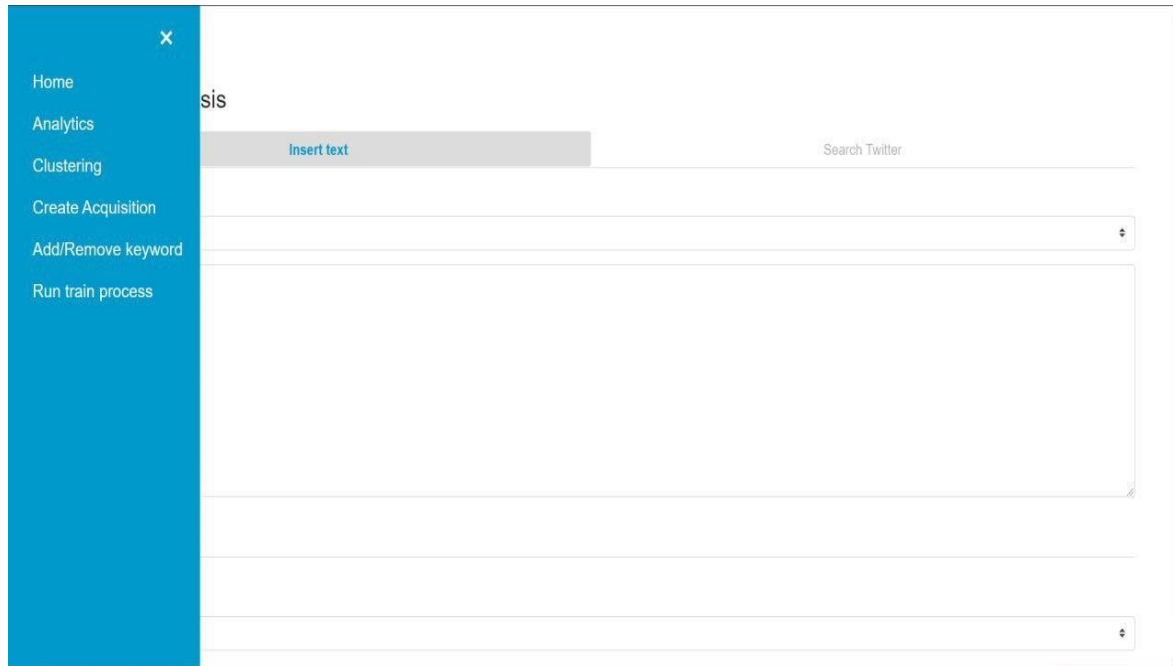 ×
Home
Analytics
Clustering
Create Acquisition
Add/Remove keyword
Run train process
sis
Insert text
Search Twitter